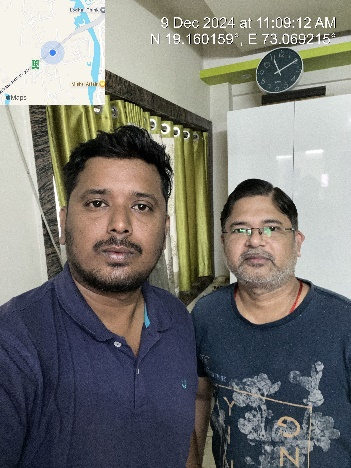 9 Dec 2024 at 11:09:12 AM
N 19.160159°, E 73.069215°
Maps
Y
O
N